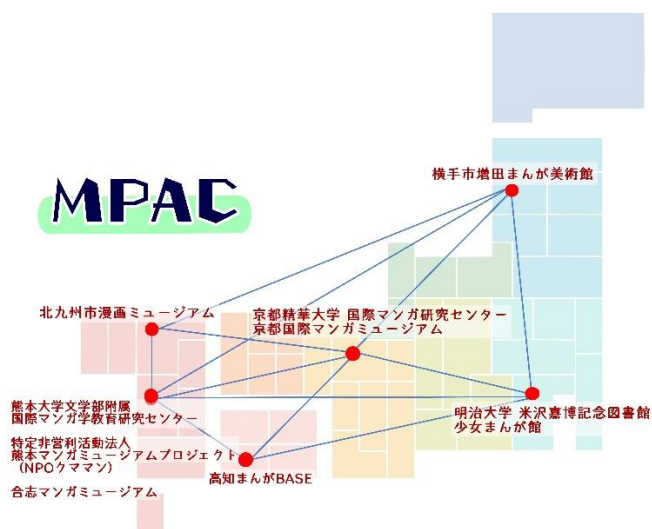 横手市増田まんが美術館
MPAC
北九州市漫画ミュージアム
京都精華大学 国際マンガ研究センター
京都国際マンガミュージアム
熊本大学文学部附属
国際マンガ学教育研究センター
明治大学 米沢嘉博記念図書館
少女まんが館
特定非営利活動法人
熊本マンガミュージアムプロジェクト
（NPOクママン）
高知まんがBASE
合志マンガミュージアム